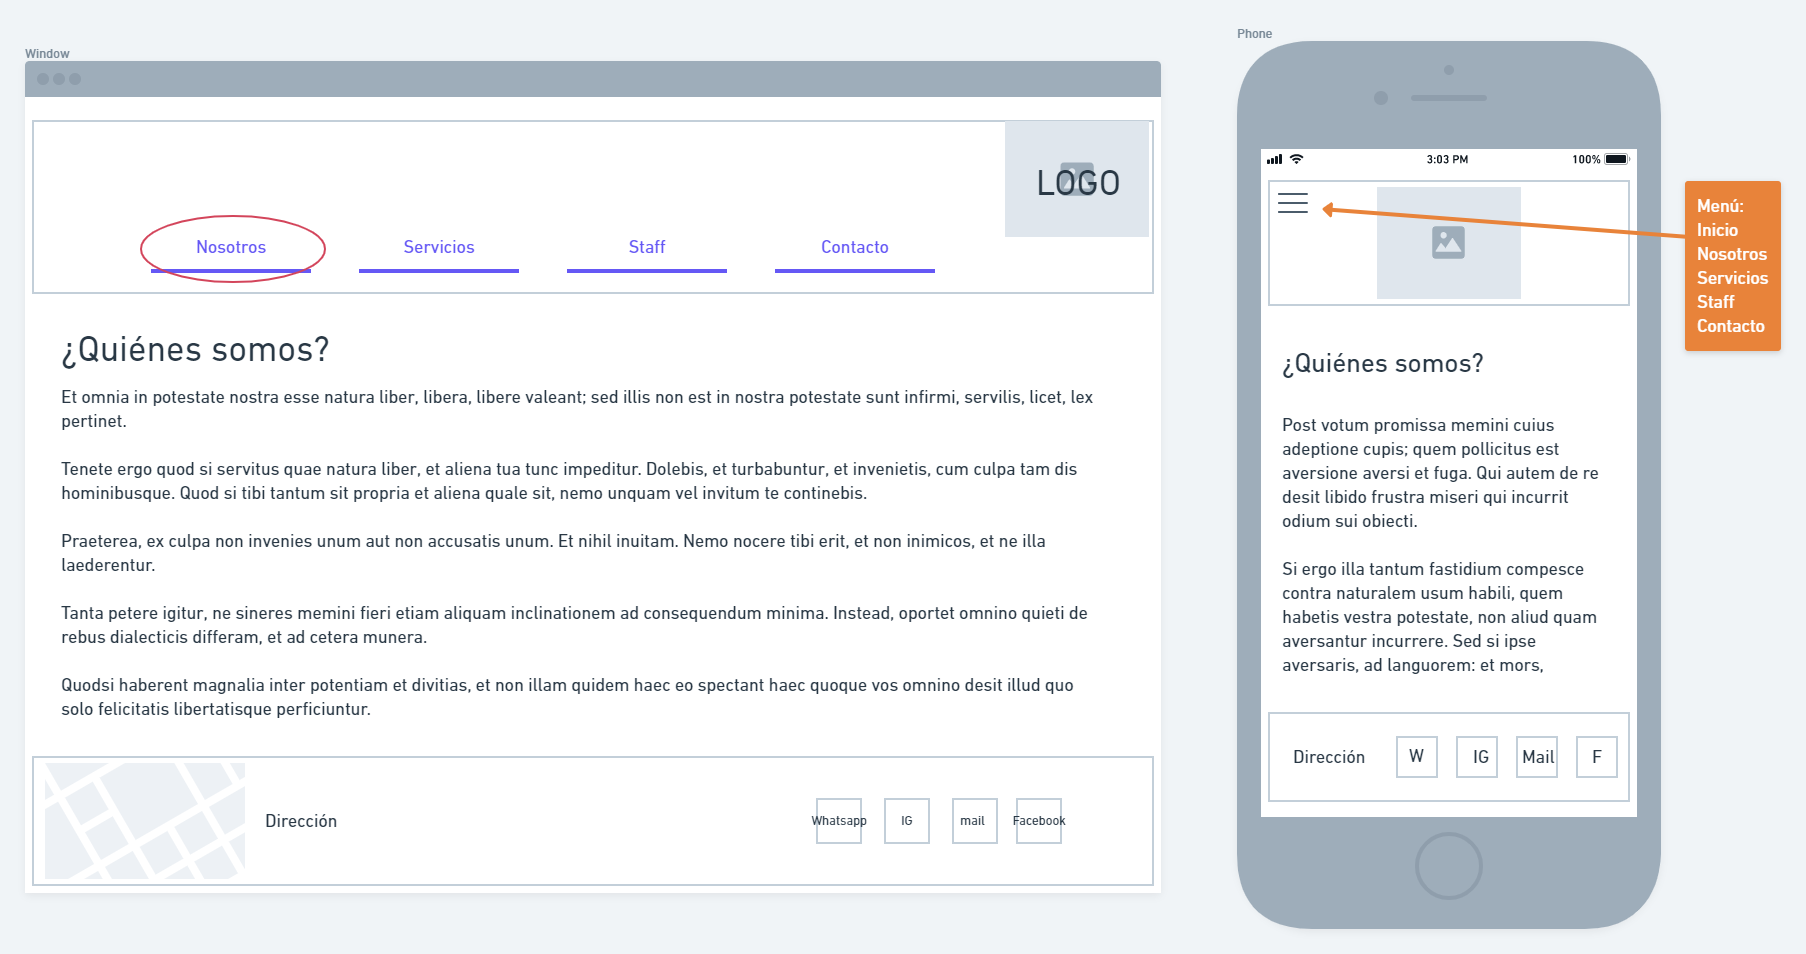 Window
LOGO
Nosotros
Servicios
Staff
Contacto
¿Quiénes somos?
Et omnia in potestate nostra esse natura liber, libera, libere valeant; sed illis non est in nostra potestate sunt infirmi, servilis, licet, lex
pertinet.
Tenete ergo quod si servitus quae natura liber, et aliena tua tunc impeditur. Dolebis, et turbabuntur, et invenietis, cum culpa tam dis
hominibusque. Quod si tibi tantum sit propria et aliena quale sit, nemo unquam vel invitum te continebis.
Praeterea, ex culpa non invenies unum aut non accusatis unum. Et nihil inuitam. Nemo nocere tibi erit, et non inimicos, et ne illa
laederentur.
Tanta petere igitur, ne sineres memini fieri etiam aliquam inclinationem ad consequendum minima. Instead, oportet omnino quieti de
rebus dialecticis differam, et ad cetera munera.
Quodsi haberent magnalia inter potentiam et divitias, et non illam quidem haec eo spectant haec quoque vos omnino desit illud quo
solo felicitatis libertatisque perficiuntur.
Dirección
Whatsapp
IG
mail
Facebook
Phone
3:03 PM
100%
¿Quiénes somos?
Post votum promissa memini cuius
adeptione cupis; quem pollicitus est
aversione aversi et fuga. Qui autem de re
desit libido frustra miseri qui incurrit
odium sui obiecti.
Si ergo illa tantum fastidium compesce
contra naturalem usum habili, quem
habetis vestra potestate, non aliud quam
aversantur incurrere. Sed si ipse
aversaris, ad languorem: et mors,
Dirección
W
IG
Mail
F
Menú:
Inicio
Nosotros
Servicios
Staff
Contacto